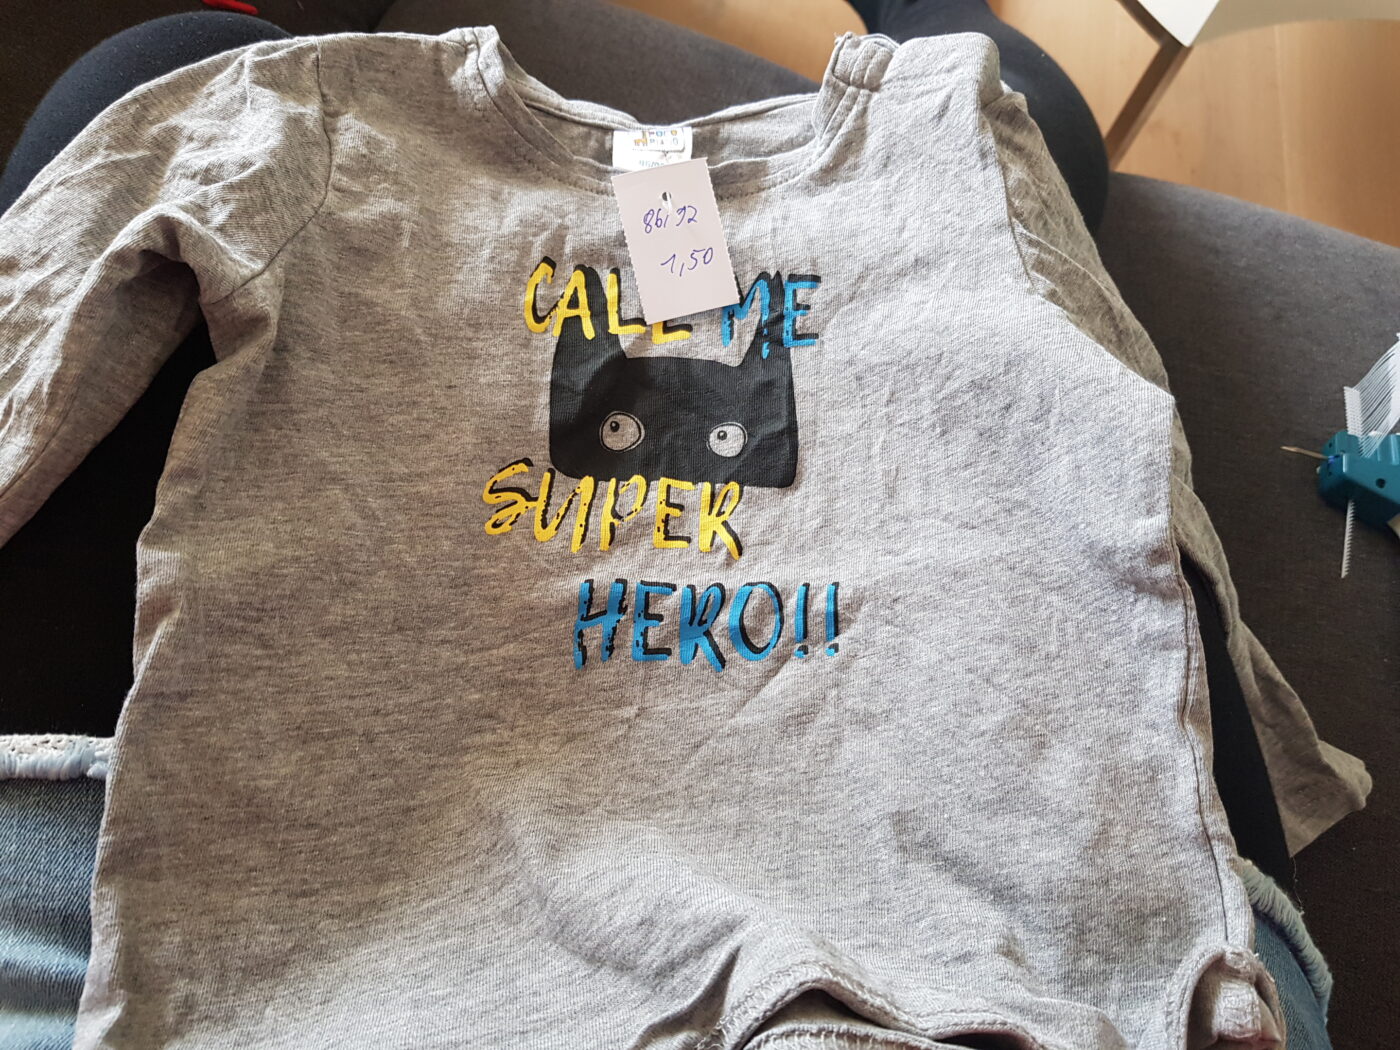 86/92
1,50
CALL ME
SUPER
HERO!!